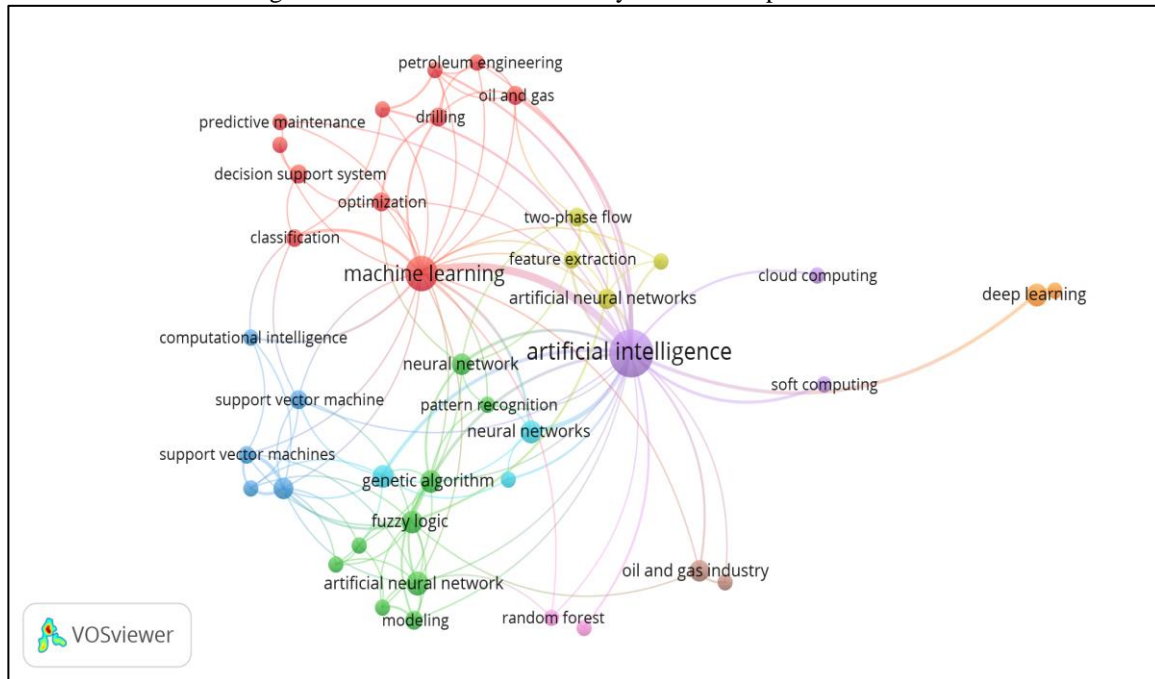 petroleum engineering
oil and gas
predictive maintenance
drilling
decision support system
optimization
two-phase flow
classification
feature extraction
machine learning
cloud computing
deep learning
artificial neural networks
computational intelligence
artificial intelligence
neural network
soft computing
support vector machine
pattern recognition
neural networks
support vector machines
genetic algorithm
fuzzy logic
oil and gas industry
artificial neural network
random forest
modeling
VOSviewer